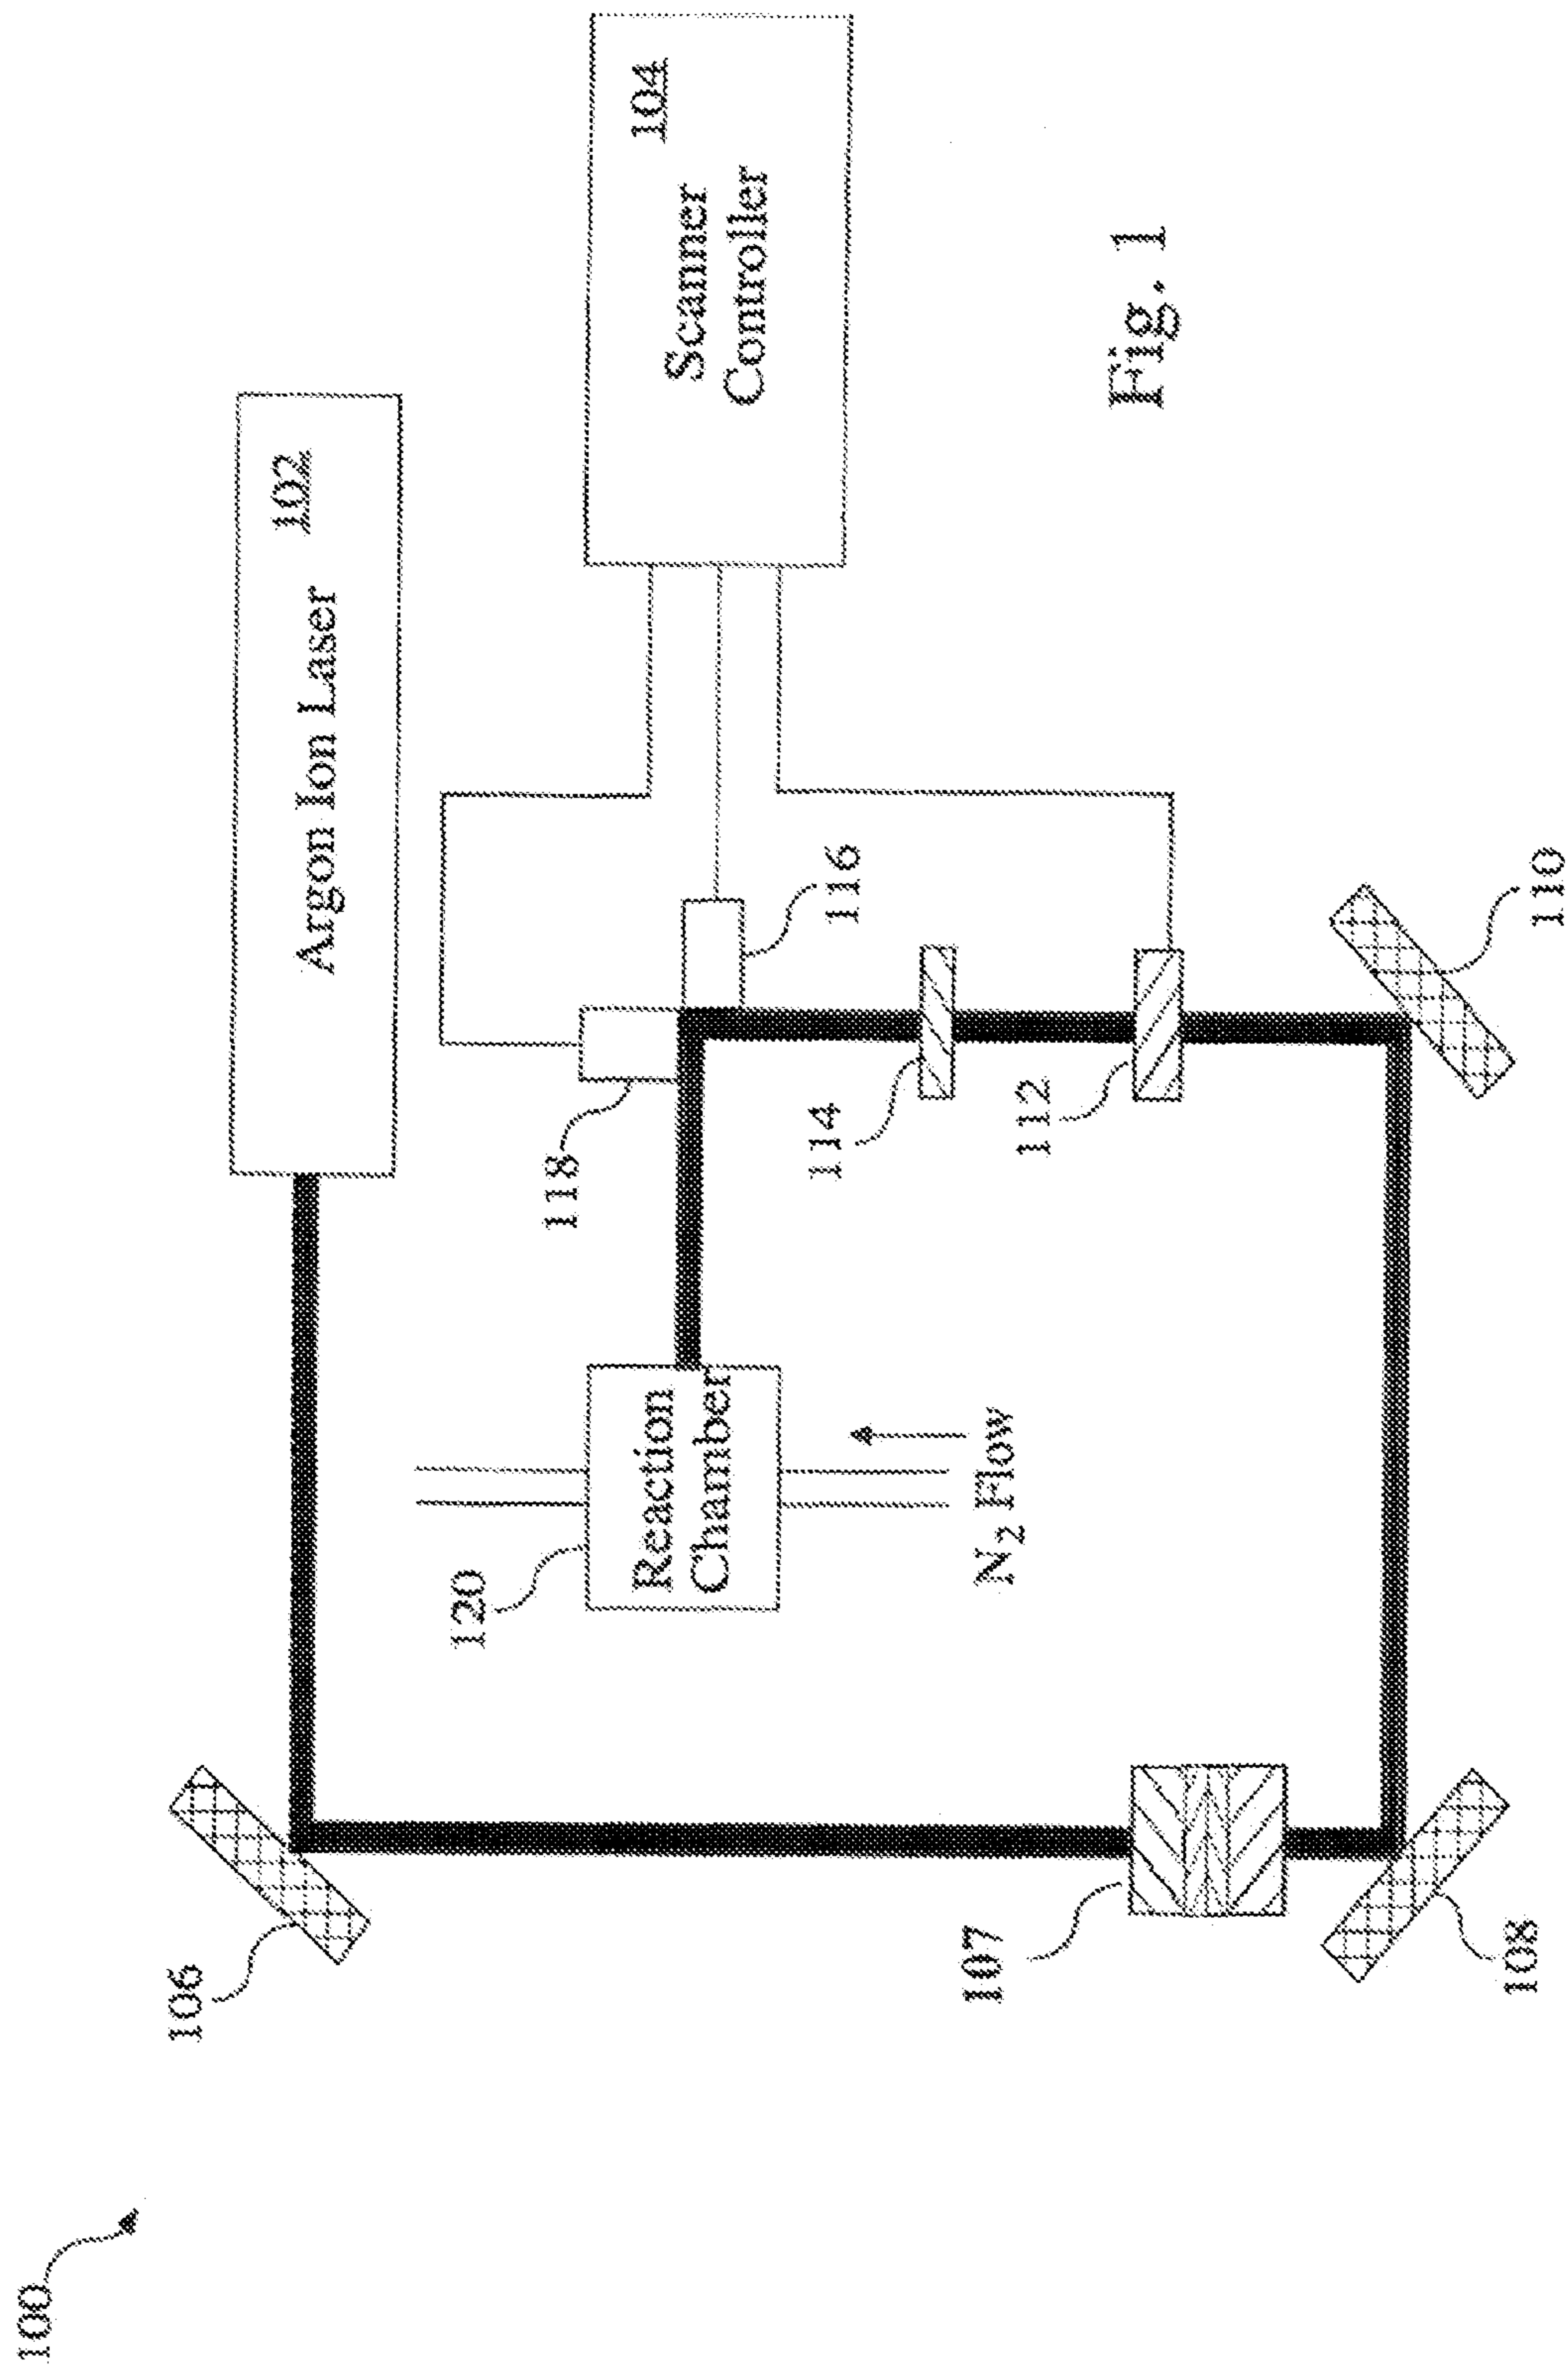 100
106
Argon Ion Laser
102
118
120
Reaction
Chamber
N₂ Flow
116
114
112
Scanner
Controller
104
107
108
110
Fig. 1